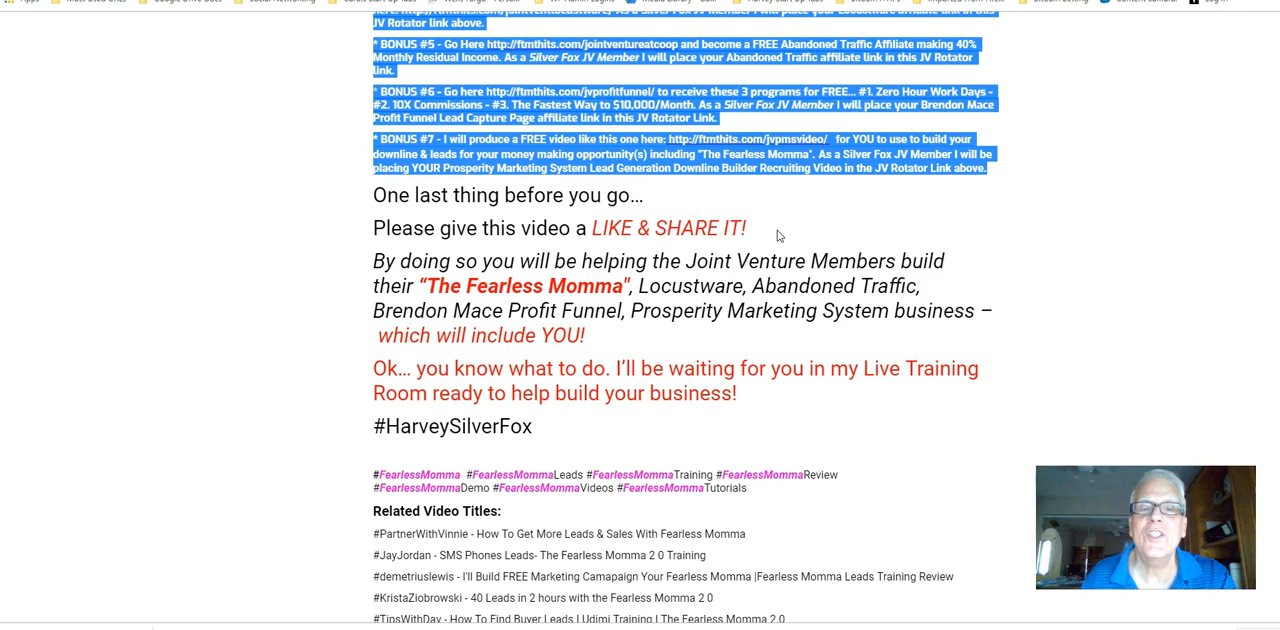 JV Rotator link above.
* BONUS #5 - Go Here http://ftmthits.com/jointventureatcoop and become a FREE Abandoned Traffic Affiliate making 40%
Monthly Residual Income. As a Silver Fox JV Member I will place your Abandoned Traffic affiliate link in this JV Rotator
link.
* BONUS #6 - Go here http://ftmthits.com/jvprofitfunnel/ to receive these 3 programs for FREE... #1. Zero Hour Work Days -
#2. 10X Commissions - #3. The Fastest Way to $10,000/Month. As a Silver Fox JV Member I will place your Brendon Mace
Profit Funnel Lead Capture Page affiliate link in this JV Rotator Link.
* BONUS #7 - I will produce a FREE video like this one here: http://ftmthits.com/jvpmsvideo/ for YOU to use to build your
downline & leads for your money making opportunity(s) including "The Fearless Momma". As a Silver Fox JV Member I will be
placing YOUR Prosperity Marketing System Lead Generation Downline Builder Recruiting Video in the JV Rotator Link above.
One last thing before you go…
Please give this video a LIKE & SHARE IT!
By doing so you will be helping the Joint Venture Members build
their “The Fearless Momma", Locustware, Abandoned Traffic,
Brendon Mace Profit Funnel, Prosperity Marketing System business –
which will include YOU!
Ok… you know what to do. I’ll be waiting for you in my Live Training
Room ready to help build your business!
#HarveySilverFox
#FearlessMomma #FearlessMommaLeads #FearlessMommaTraining #FearlessMommaReview
#FearlessMommaDemo #FearlessMommaVideos #FearlessMommaTutorials
Related Video Titles:
#PartnerWithVinnie - How To Get More Leads & Sales With Fearless Momma
#JayJordan - SMS Phones Leads- The Fearless Momma 2 0 Training
#demetriuslewis - I'll Build FREE Marketing Camapaign Your Fearless Momma |Fearless Momma Leads Training Review
#KristaZiobrowski - 40 Leads in 2 hours with the Fearless Momma 2 0
#TipsWithDay - How To Find Buyer Leads | Udimi Training | The Fearless Momma 2.0